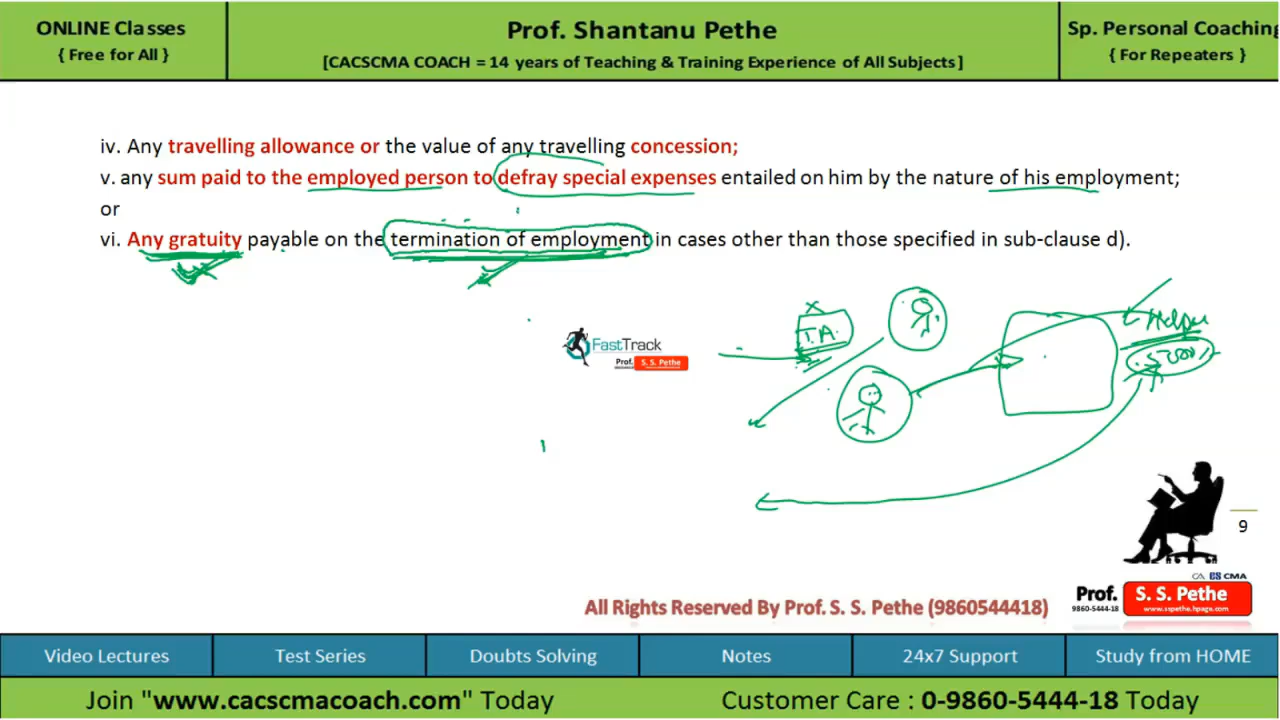 ONLINE Classes
{ Free for All }
Prof. Shantanu Pethe
[CACSCMA COACH = 14 years of Teaching & Training Experience of All Subjects]
Sp. Personal Coaching
{ For Repeaters }
iv. Any travelling allowance or the value of any travelling concession;
v. any sum paid to the employed person to defray special expenses entailed on him by the nature of his employment;
or
vi. Any gratuity payable on the termination of employment in cases other than those specified in sub-clause d).
Helper
T.A.
FastTrack
Prof. S. S. Pethe
9
CA CS CMA
Prof. S. S. Pethe
9860-5444-18 www.sspethe.hpage.com
All Rights Reserved By Prof. S. S. Pethe (9860544418)
Video Lectures
Test Series
Doubts Solving
Notes
24x7 Support
Study from HOME
Join "www.cacscmacoach.com" Today
Customer Care : 0-9860-5444-18 Today